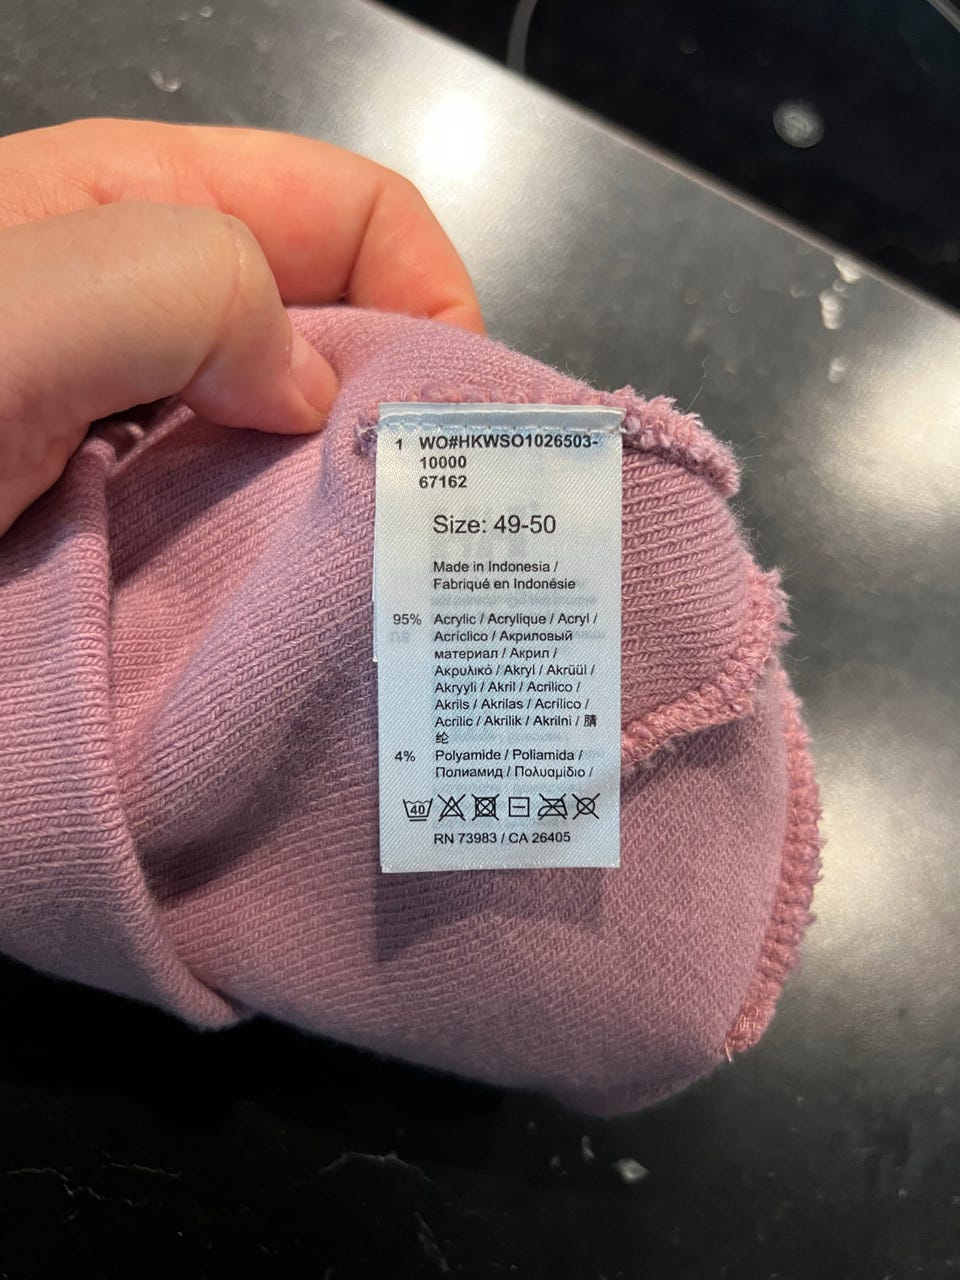 1 WO#HKWSO1026503-
10000
67162
Size: 49-50
Made in Indonesia /
Fabriqué en Indonésie
95% Acrylic / Acrylique / Acryl /
Acríclico / Акриловый
материал / Акрил /
Ακρυλικό / Akryl / Akrüül /
Akryyli / Akril / Acrilico /
Akrils / Akrilas / Acrílico /
Acrilic / Akrilik / Akrilni / 腈
纶
4% Polyamide / Poliamida /
Полиамид / Πολυαμίδιο /
40
RN 73983 / CA 26405